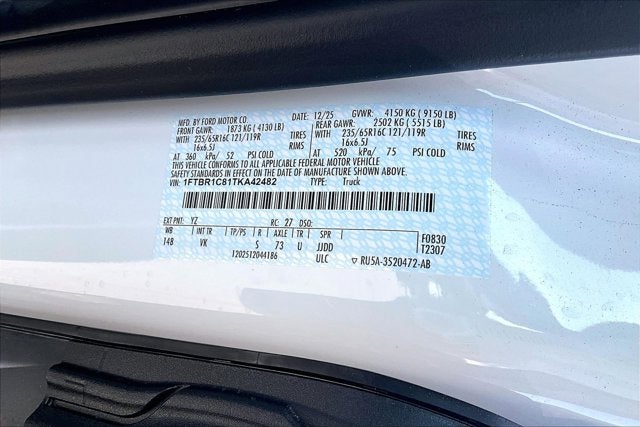 MFD. BY FORD MOTOR CO. DATE: 12/25 GVWR: 4150 KG (9150 LB)
FRONT GAWR: 1873 KG (4130 LB) REAR GAWR: 2502 KG (5515 LB)
WITH 235/65R16C 121/119R TIRES WITH 235/65R16C 121/119R TIRES
16x6.5J RIMS 16x6.5J RIMS
AT 360 kPa/ 52 PSI COLD AT 520 kPa/ 75 PSI COLD
THIS VEHICLE CONFORMS TO ALL APPLICABLE FEDERAL MOTOR VEHICLE
SAFETY STANDARDS IN EFFECT ON THE DATE OF MANUFACTURE SHOWN ABOVE.
VIN: 1FTBR1C81TKA42482 TYPE: Truck
EXT PNT: YZ RC: 27 DSO: F0830
WB INT TR TP/PS R AXLE TR SPR T2307
148 VK S 73 U JJDD
1202512044186 ULC ▽ RU5A-3520472-AB